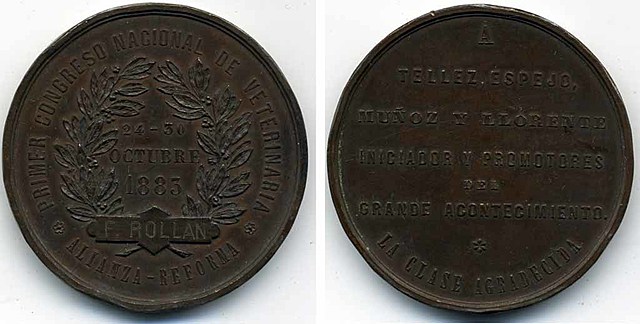 PRIMER CONGRESO NACIONAL DE VETERINARIA
24-30
OCTUBRE
1883
F. ROLLAN
* ALIANZA-REFORMA *
Á
TELLEZ, ESPEJO,
MUÑOZ Y LLORENTE
INICIADOR Y PROMOTORES
DEL
GRANDE ACONTECIMIENTO.
*
LA CLASE AGRADECIDA